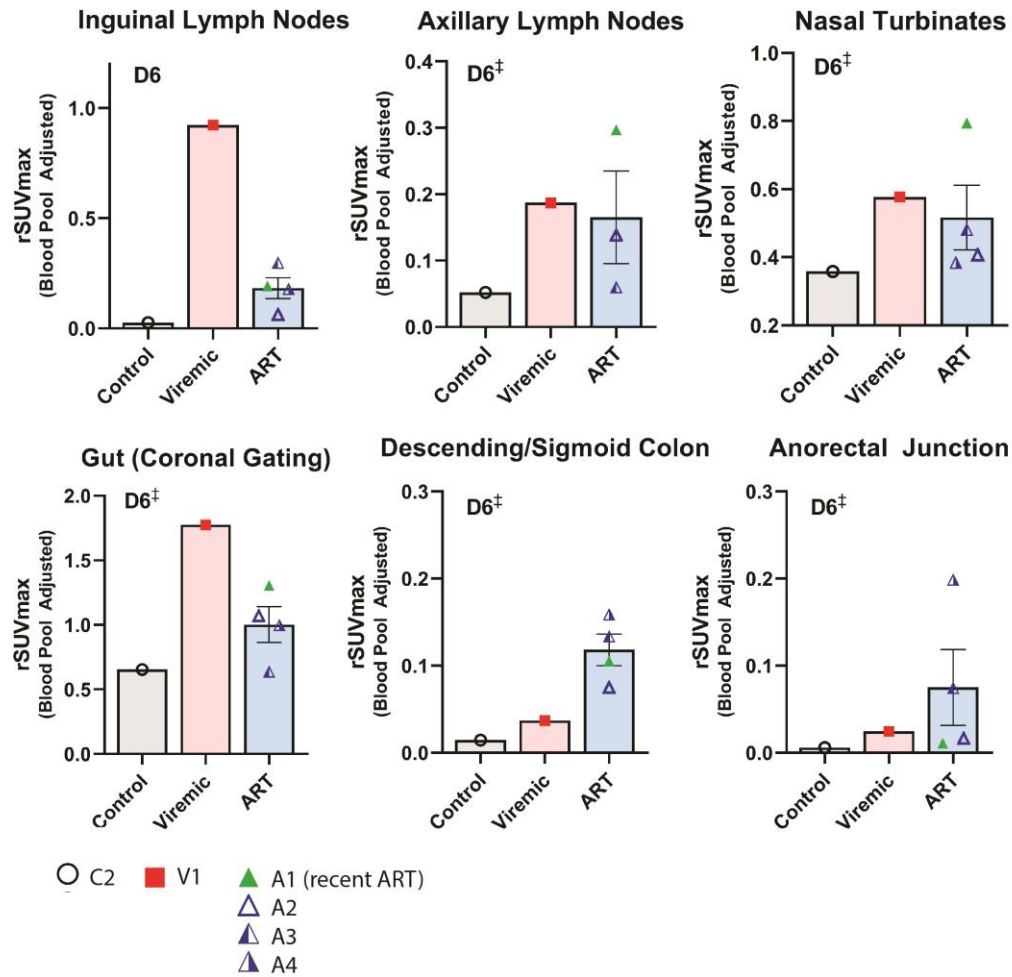 Inguinal Lymph Nodes
D6
rSUVmax
(Blood Pool Adjusted)
1.0
0.5
0.0
Control
Viremic
ART
Axillary Lymph Nodes
D6‡
rSUVmax
(Blood Pool Adjusted)
0.4
0.3
0.2
0.1
0.0
Control
Viremic
ART
Nasal Turbinates
D6‡
rSUVmax
(Blood Pool Adjusted)
1.0
0.8
0.6
0.4
0.2
Control
Viremic
ART
Gut (Coronal Gating)
D6‡
rSUVmax
(Blood Pool Adjusted)
2.0
1.5
1.0
0.5
0.0
Control
Viremic
ART
Descending/Sigmoid Colon
D6‡
rSUVmax
(Blood Pool Adjusted)
0.3
0.2
0.1
0.0
Control
Viremic
ART
Anorectal Junction
D6‡
rSUVmax
(Blood Pool Adjusted)
0.3
0.2
0.1
0.0
Control
Viremic
ART
C2
V1
A1 (recent ART)
A2
A3
A4